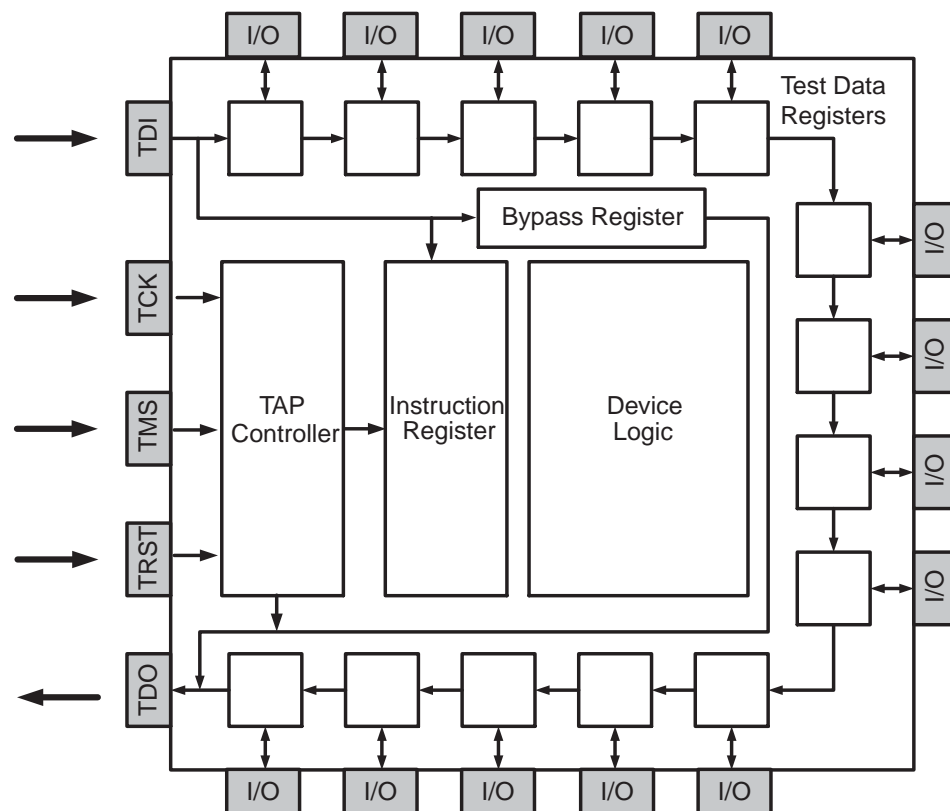 I/O
I/O
I/O
I/O
I/O
Test Data
Registers
TDI
Bypass Register
I/O
TCK
I/O
TAP
Controller
Instruction
Register
Device
Logic
TMS
I/O
TRST
I/O
TDO
I/O
I/O
I/O
I/O
I/O